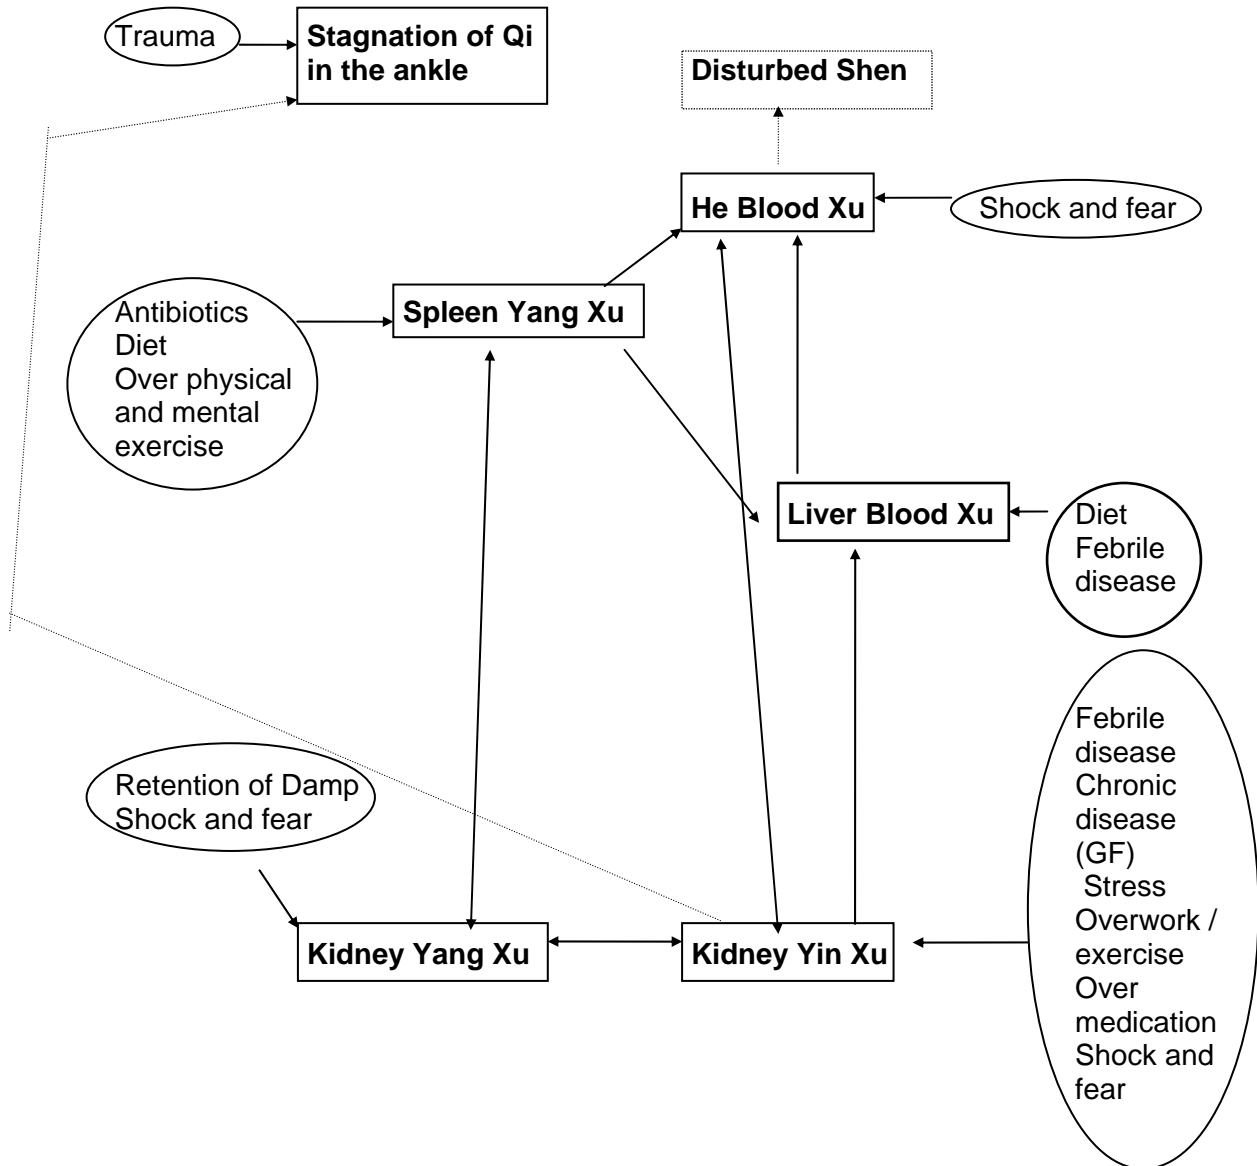 Trauma
Stagnation of Qi
in the ankle
Disturbed Shen
He Blood Xu
Shock and fear
Antibiotics
Diet
Over physical
and mental
exercise
Spleen Yang Xu
Liver Blood Xu
Diet
Febrile
disease
Retention of Damp
Shock and fear
Febrile
disease
Chronic
disease
(GF)
Stress
Overwork /
exercise
Over
medication
Shock and
fear
Kidney Yang Xu
Kidney Yin Xu